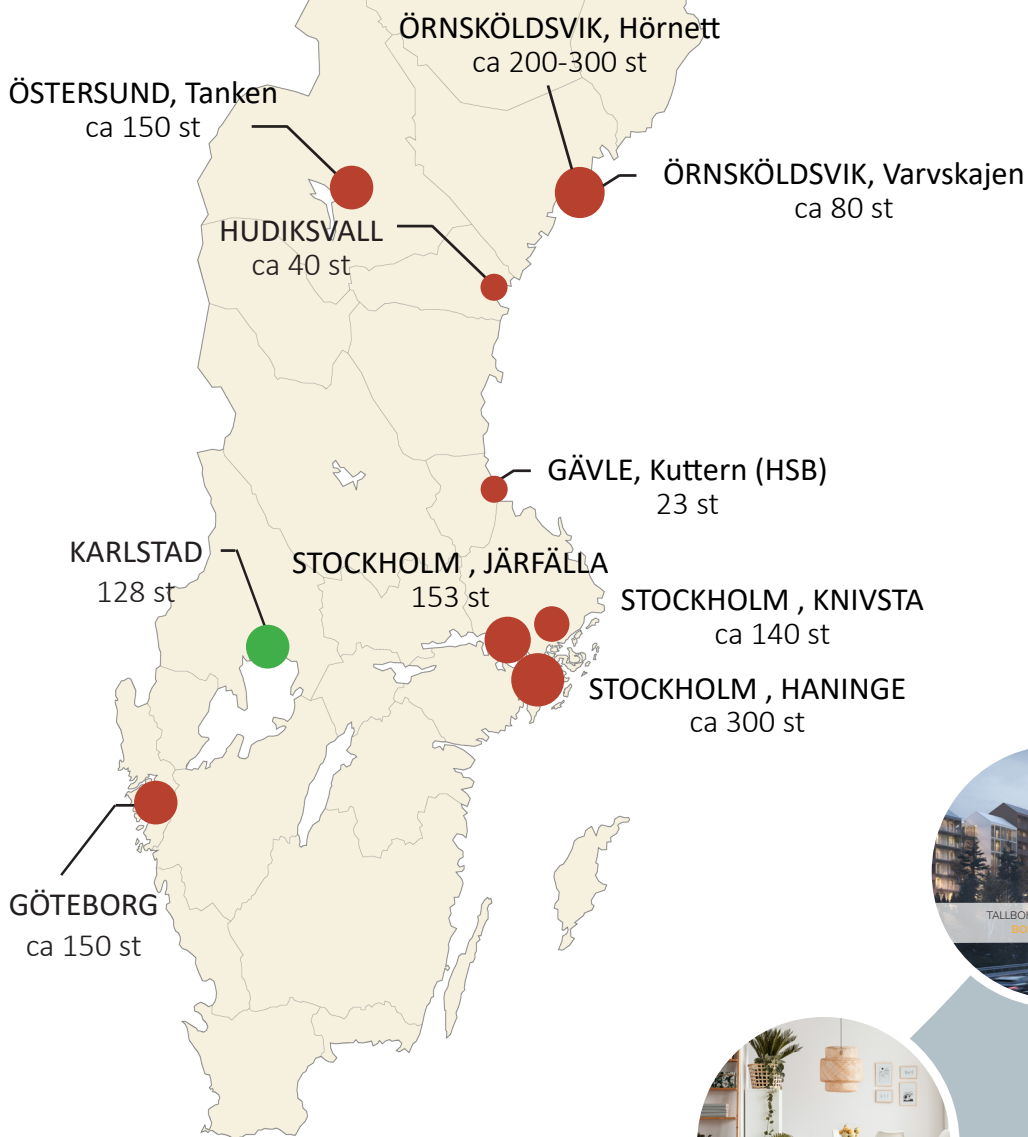 ÖRNSKÖLDSVIK, Hörnett
ca 200-300 st
ÖSTERSUND, Tanken
ca 150 st
ÖRNSKÖLDSVIK, Varvskajen
ca 80 st
HUDIKSVALL
ca 40 st
GÄVLE, Kuttern (HSB)
23 st
KARLSTAD
128 st
STOCKHOLM , JÄRFÄLLA
153 st
STOCKHOLM , KNIVSTA
ca 140 st
STOCKHOLM , HANINGE
ca 300 st
GÖTEBORG
ca 150 st